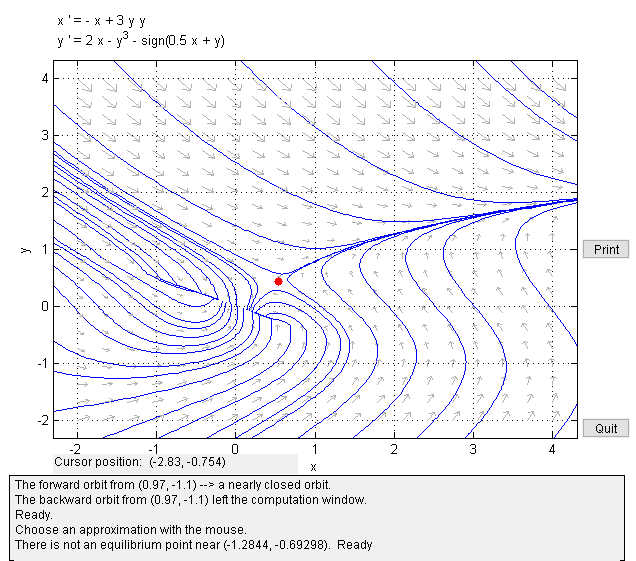 x ' = - x + 3 y y
y ' = 2 x - y³ - sign(0.5 x + y)
4
3
2
1
0
-1
-2
y
-2 -1 0 1 2 3 4
x
Print
Quit
Cursor position: (-2.83, -0.754)
The forward orbit from (0.97, -1.1) --> a nearly closed orbit.
The backward orbit from (0.97, -1.1) left the computation window.
Ready.
Choose an approximation with the mouse.
There is not an equilibrium point near (-1.2844, -0.69298). Ready